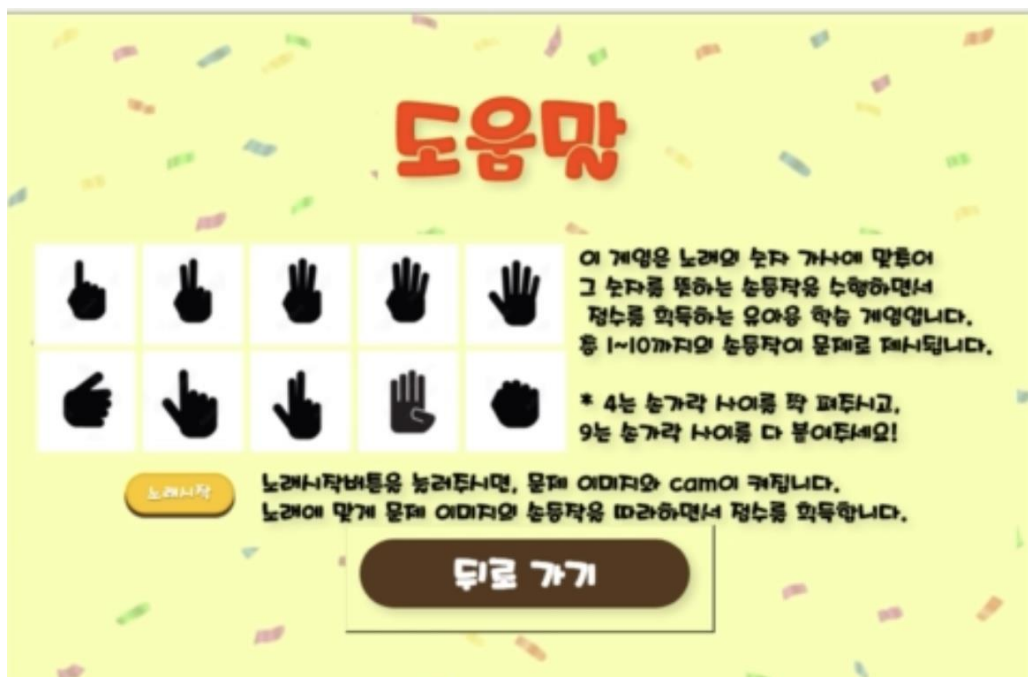 도움말
이 게임은 노래의 숫자 가사에 맞추어
그 숫자를 뜻하는 손동작을 수행하면서
점수를 획득하는 유아용 학습 게임입니다.
총 1~10까지의 손동작이 문제로 제시됩니다.
* 4는 손가락 사이를 쫙 펴주시고,
9는 손가락 사이를 다 붙여주세요!
노래시작
노래시작버튼을 눌러주시면, 문제 이미지와 cam이 켜집니다.
노래에 맞게 문제 이미지의 손동작을 따라하면서 점수를 획득합니다.
뒤로 가기